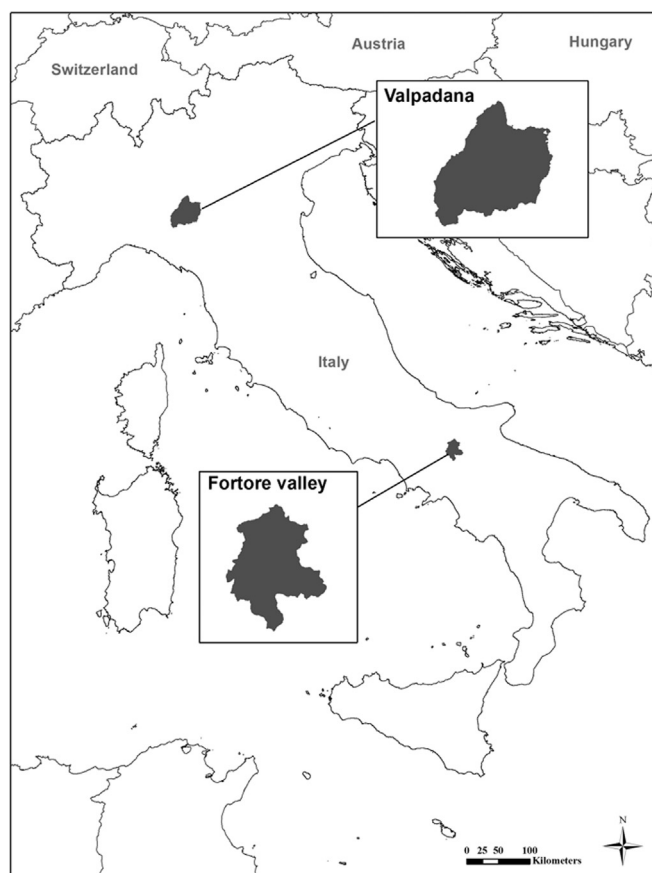 Austria
Hungary
Switzerland
Valpadana
Italy
Fortore valley
N
0 25 50 100
Kilometers